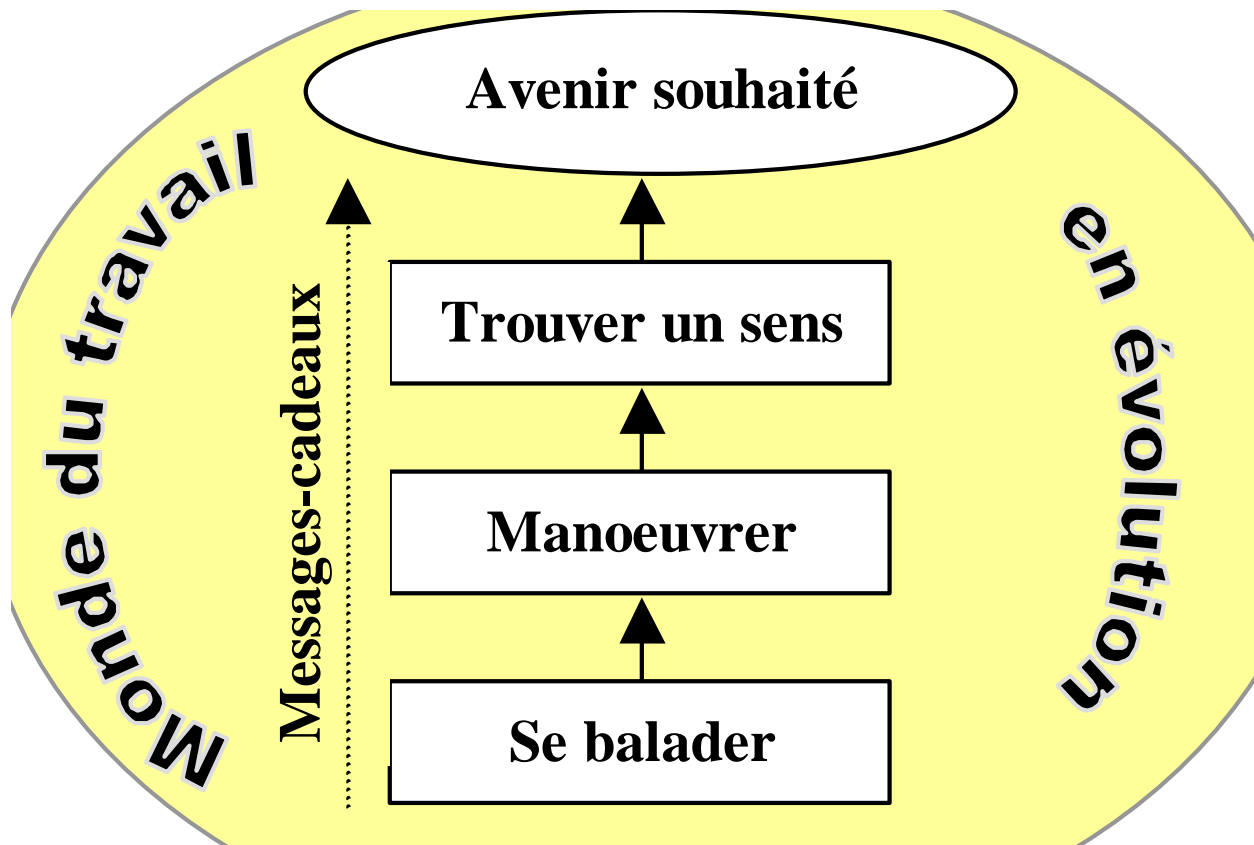 Avenir souhaité
Monde du travail
en évolution
Messages-cadeaux
Trouver un sens
Manoeuvrer
Se balader